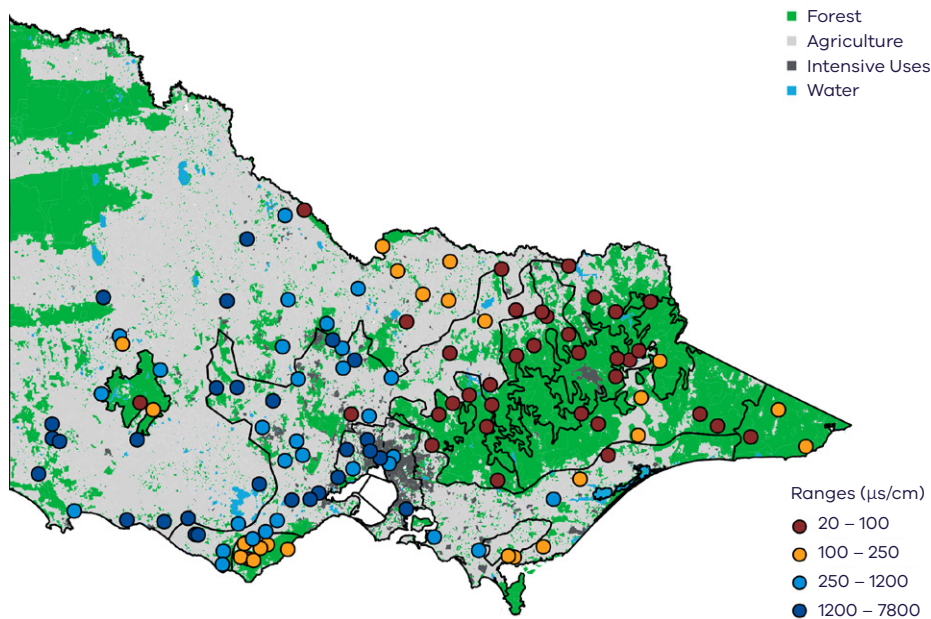 Forest
Agriculture
Intensive Uses
Water
Ranges (µs/cm)
20 – 100
100 – 250
250 – 1200
1200 – 7800